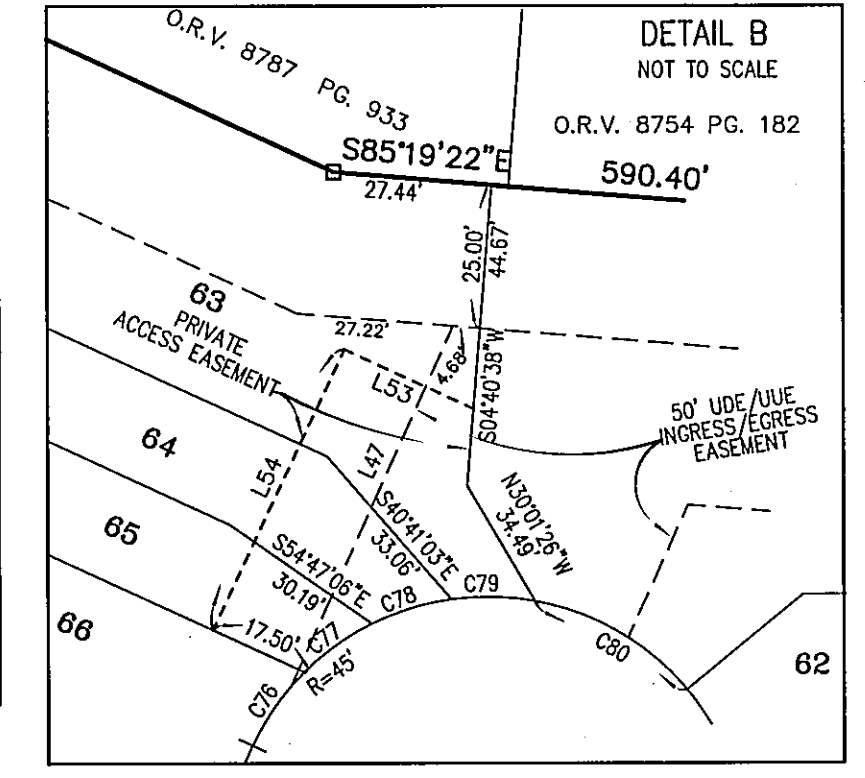 DETAIL B
NOT TO SCALE
O.R.V. 8787 PG. 933
O.R.V. 8754 PG. 182
S85°19'22"E
590.40'
27.44'
25.00'
44.67'
63
PRIVATE
ACCESS EASEMENT
27.22'
4.68'
L53
S04°40'38"W
50' UDE/UUE
INGRESS/EGRESS
EASEMENT
64
L54
L47
N30°01'26"W
34.49'
S40°41'03"E
33.06'
65
S54°47'06"E
30.19'
C79
C78
66
17.50'
C77
R=45'
C80
62
C76